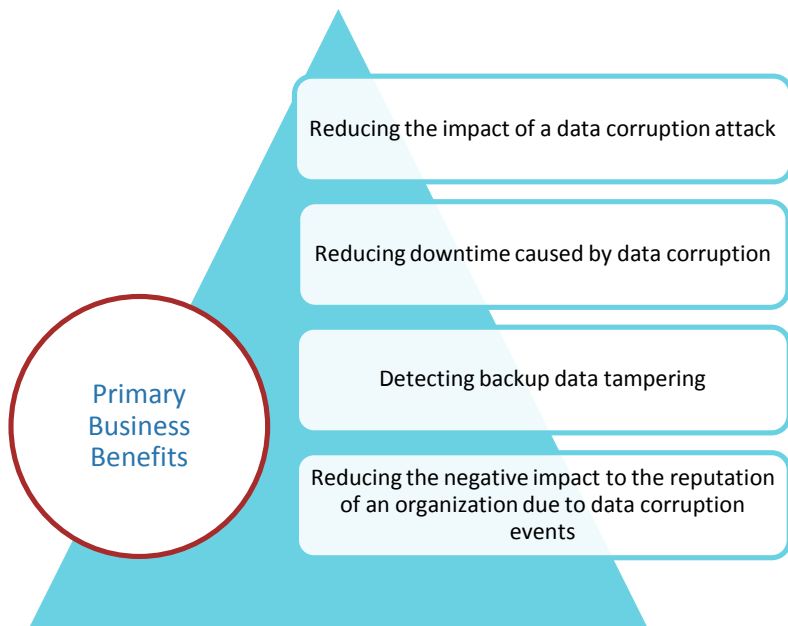 Reducing the impact of a data corruption attack
Reducing downtime caused by data corruption
Detecting backup data tampering
Primary
Business
Benefits
Reducing the negative impact to the reputation
of an organization due to data corruption
events